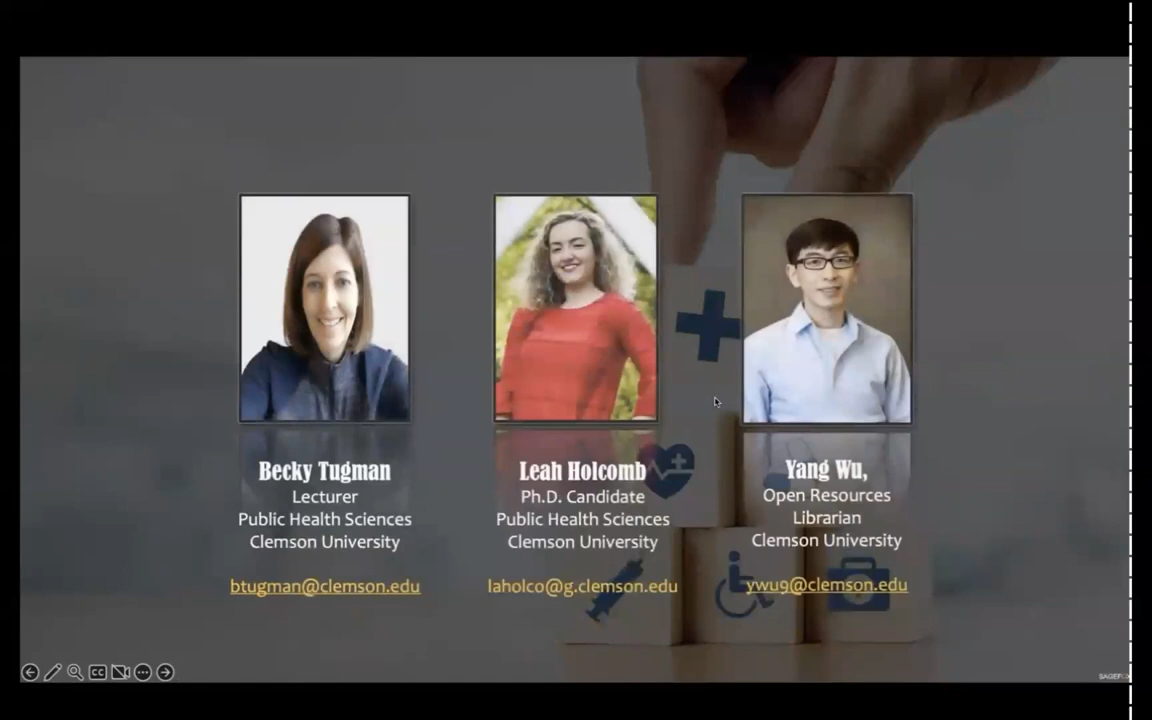 Becky Tugman
Lecturer
Public Health Sciences
Clemson University
btugman@clemson.edu
Leah Holcomb
Ph.D. Candidate
Public Health Sciences
Clemson University
laholco@g.clemson.edu
Yang Wu,
Open Resources
Librarian
Clemson University
ywu9@clemson.edu
CC